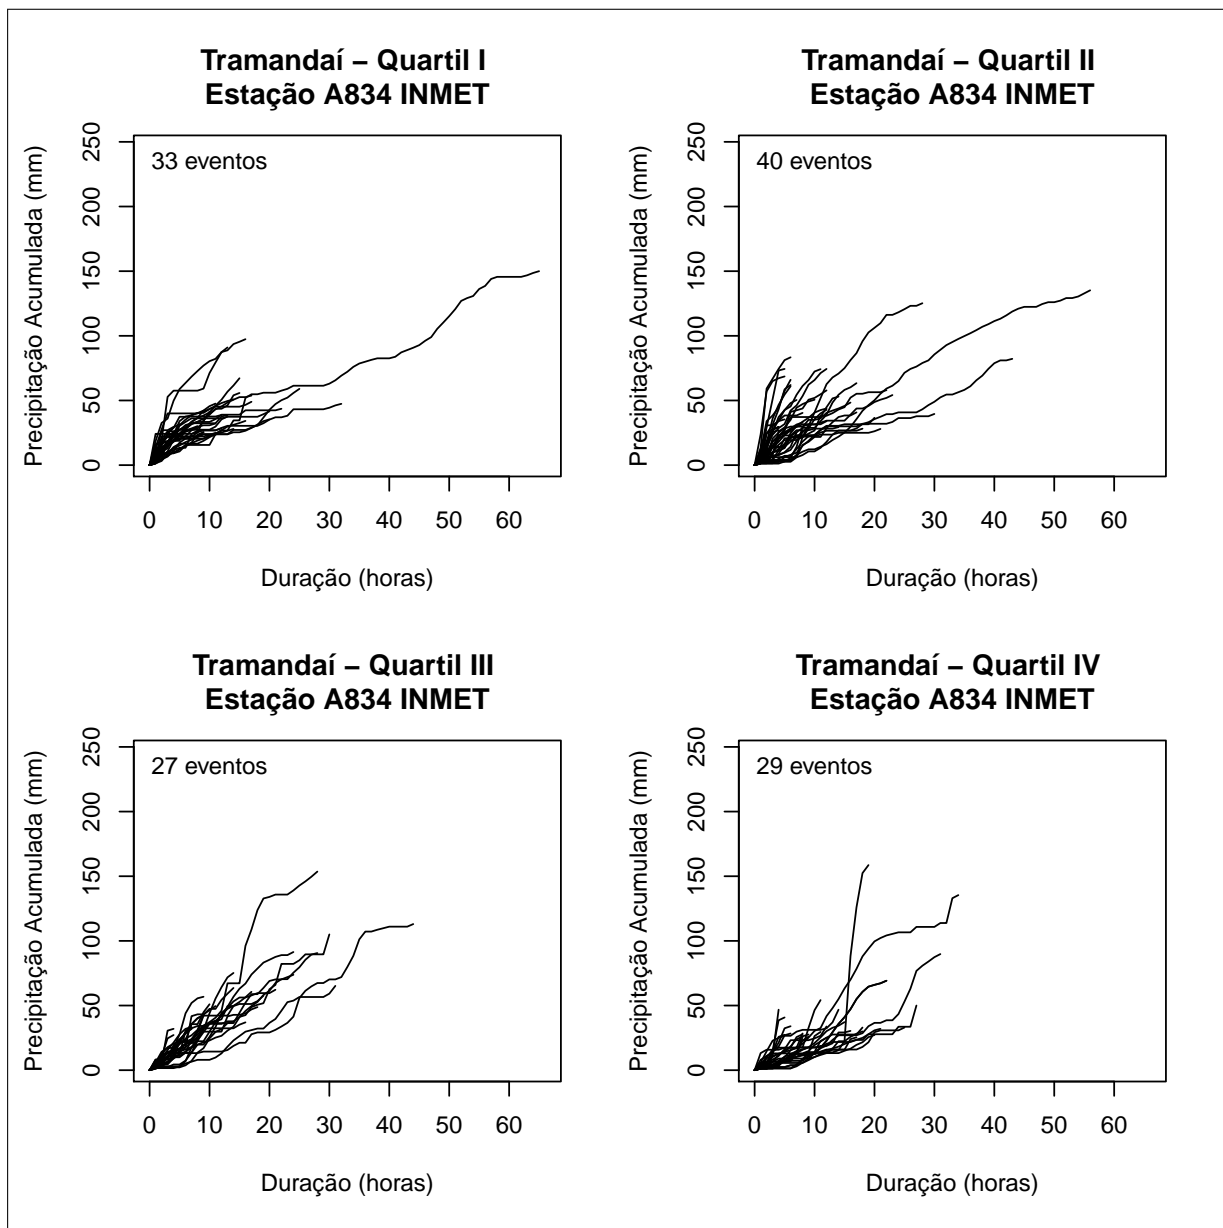 Tramandaí – Quartil I
Estação A834 INMET
33 eventos
Precipitação Acumulada (mm)
0 50 100 150 200 250
0 10 20 30 40 50 60
Duração (horas)
Tramandaí – Quartil II
Estação A834 INMET
40 eventos
Precipitação Acumulada (mm)
0 50 100 150 200 250
0 10 20 30 40 50 60
Duração (horas)
Tramandaí – Quartil III
Estação A834 INMET
27 eventos
Precipitação Acumulada (mm)
0 50 100 150 200 250
0 10 20 30 40 50 60
Duração (horas)
Tramandaí – Quartil IV
Estação A834 INMET
29 eventos
Precipitação Acumulada (mm)
0 50 100 150 200 250
0 10 20 30 40 50 60
Duração (horas)